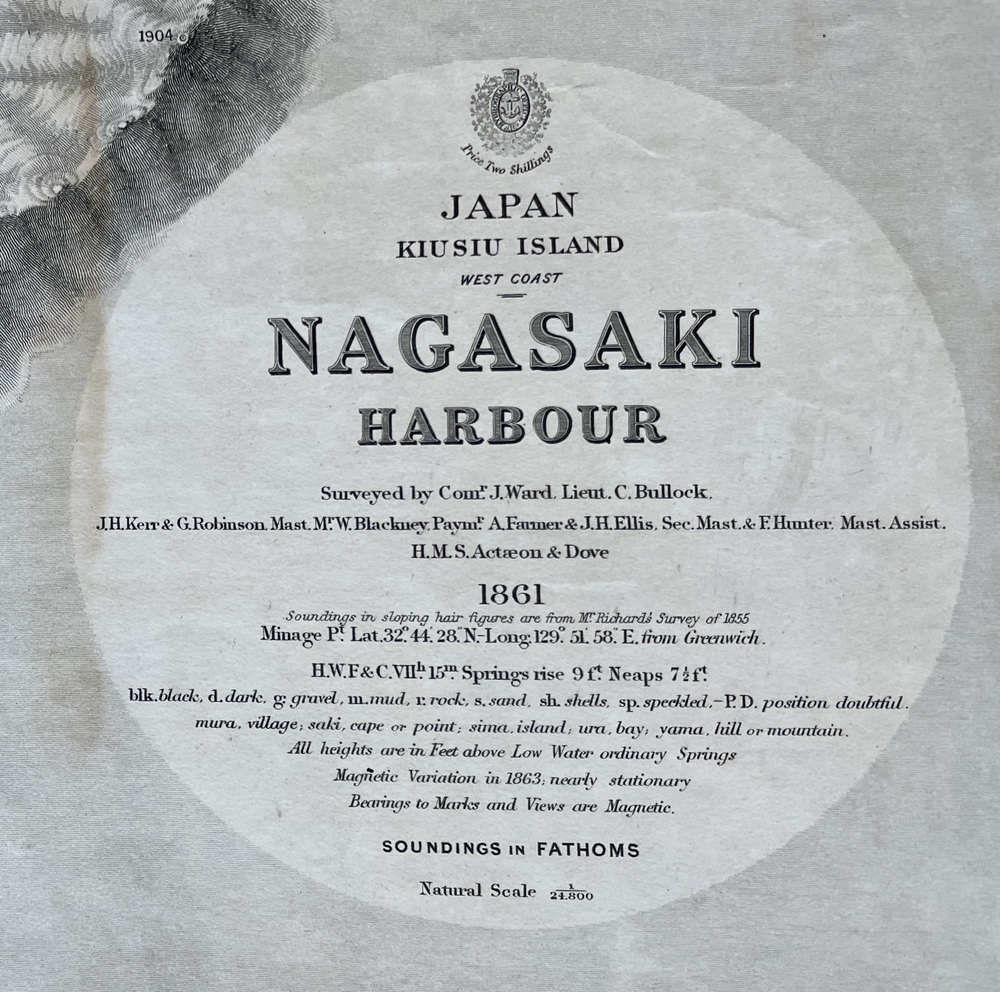 1904
HYDROGRAPHIC OFFICE
Price Two Shillings
JAPAN
KIUSIU ISLAND
WEST COAST
NAGASAKI
HARBOUR
Surveyed by Comr. J. Ward, Lieut. C. Bullock,
J.H. Kerr & G. Robinson, Mast. Mr. W. Blackney, Paymr. A. Farmer & J.H. Ellis, Sec. Mast. & F. Hunter, Mast. Assist.
H.M.S. Actæon & Dove
1861
Soundings in sloping hair figures are from Mr. Richard's Survey of 1855
Minage Pt. Lat. 32° 44′ 28″ N.-Long. 129° 51′ 58″ E. from Greenwich.
H.W.F & C. VIIh. 15m. Springs rise 9 ft. Neaps 7½ ft.
blk. black, d. dark, g. gravel, m. mud, r. rock, s. sand, sh. shells, sp. speckled,- P.D. position doubtful.
mura, village; saki, cape or point; sima, island; ura, bay; yama, hill or mountain.
All heights are in Feet above Low Water ordinary Springs
Magnetic Variation in 1863; nearly stationary
Bearings to Marks and Views are Magnetic.
SOUNDINGS IN FATHOMS
Natural Scale 1/24.800